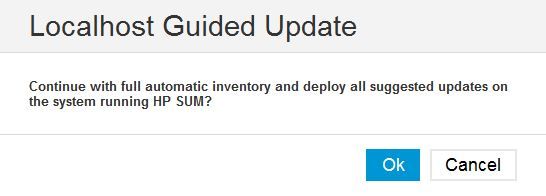 Localhost Guided Update
Continue with full automatic inventory and deploy all suggested updates on
the system running HP SUM?
Ok
Cancel